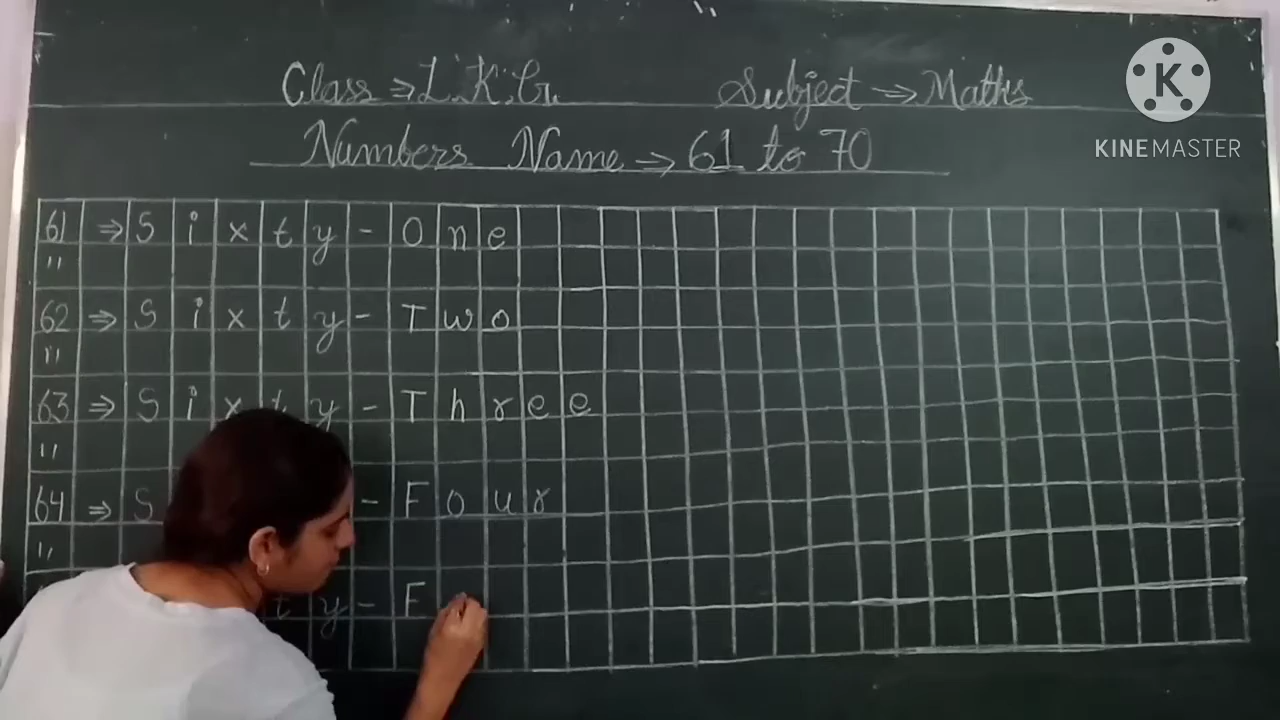 Class ⇒ L.K.G. Subject → Maths
K
KINEMASTER
Numbers Name ⇒ 61 to 70
61 ⇒ Sixty-One
"
62 ⇒ Sixty-Two
"
63 ⇒ Sixty-Three
"
64 ⇒ S - Four
"
ty-F